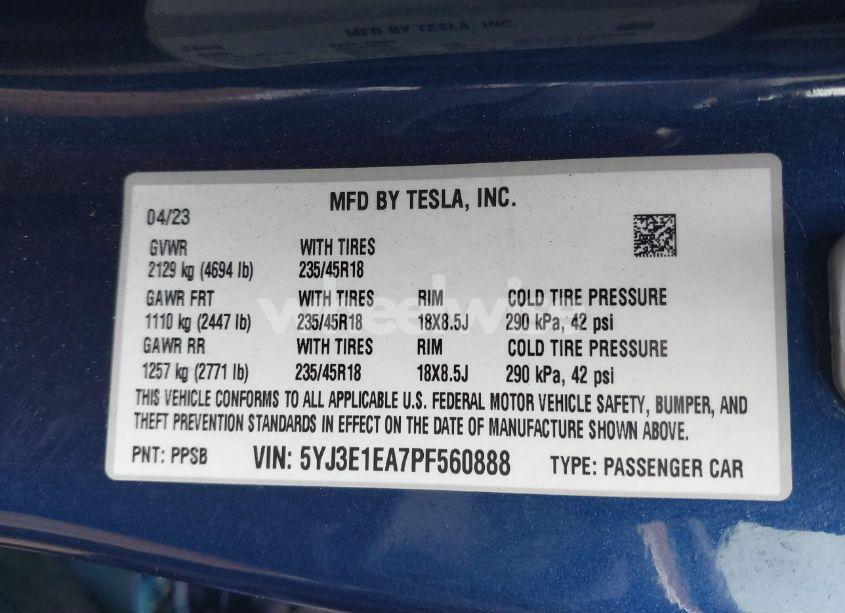 MFD BY TESLA, INC.
MFD BY TESLA, INC.
04/23
GVWR WITH TIRES
2129 kg (4694 lb) 235/45R18
GAWR FRT WITH TIRES RIM COLD TIRE PRESSURE
1110 kg (2447 lb) 235/45R18 18X8.5J 290 kPa, 42 psi
GAWR RR WITH TIRES RIM COLD TIRE PRESSURE
1257 kg (2771 lb) 235/45R18 18X8.5J 290 kPa, 42 psi
THIS VEHICLE CONFORMS TO ALL APPLICABLE U.S. FEDERAL MOTOR VEHICLE SAFETY, BUMPER, AND
THEFT PREVENTION STANDARDS IN EFFECT ON THE DATE OF MANUFACTURE SHOWN ABOVE.
PNT: PPSB VIN: 5YJ3E1EA7PF560888 TYPE: PASSENGER CAR